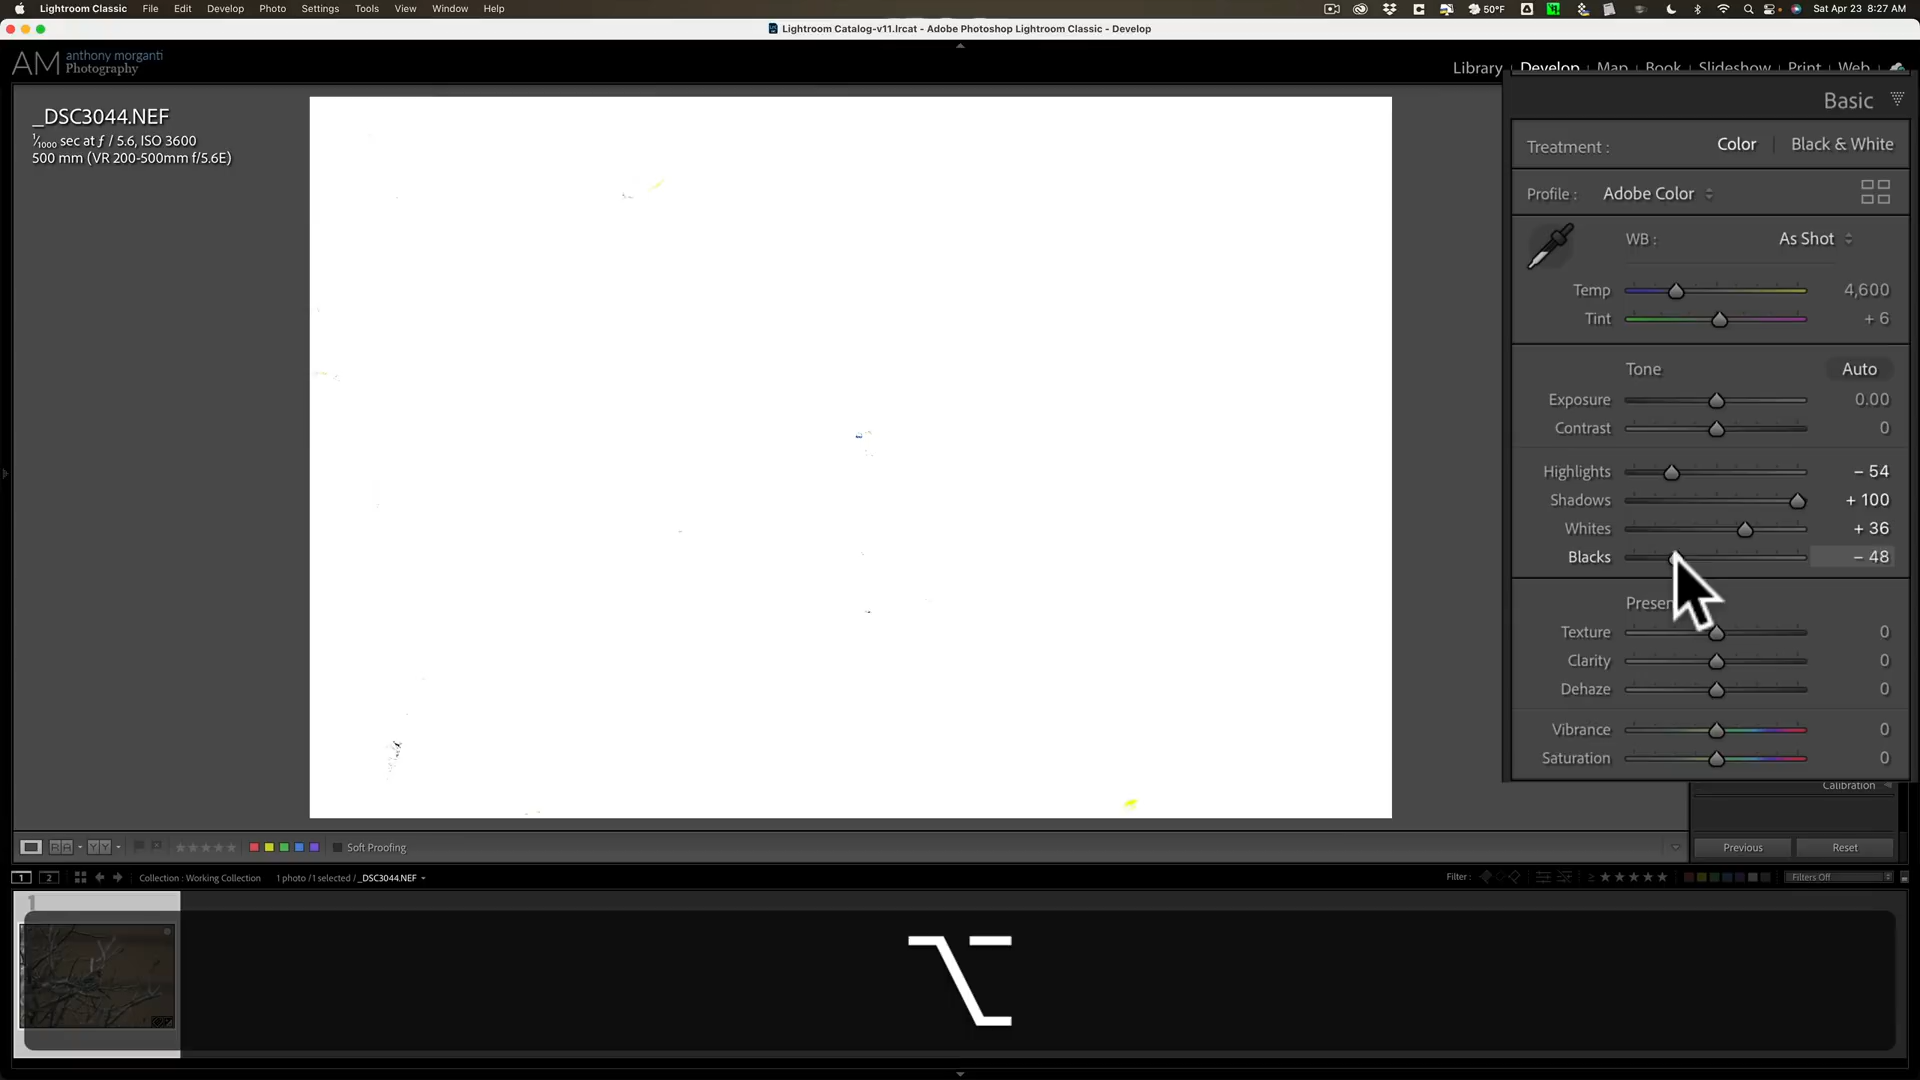 Lightroom Classic File Edit Develop Photo Settings Tools View Window Help 50°F Sat Apr 23 8:27 AM
Lightroom Catalog-v11.lrcat - Adobe Photoshop Lightroom Classic - Develop
AM anthony morganti
Photography
Library Develop Map Book Slideshow Print Web
_DSC3044.NEF
1/1000 sec at ƒ / 5.6, ISO 3600
500 mm (VR 200-500mm f/5.6E)
Basic
Treatment : Color Black & White
Profile : Adobe Color
WB : As Shot
Temp 4,600
Tint + 6
Tone Auto
Exposure 0.00
Contrast 0
Highlights – 54
Shadows + 100
Whites + 36
Blacks – 48
Presen
Texture 0
Clarity 0
Dehaze 0
Vibrance 0
Saturation 0
Calibration
Soft Proofing
Previous Reset
1 2 Collection : Working Collection 1 photo / 1 selected / _DSC3044.NEF Filter : Filters Off
1